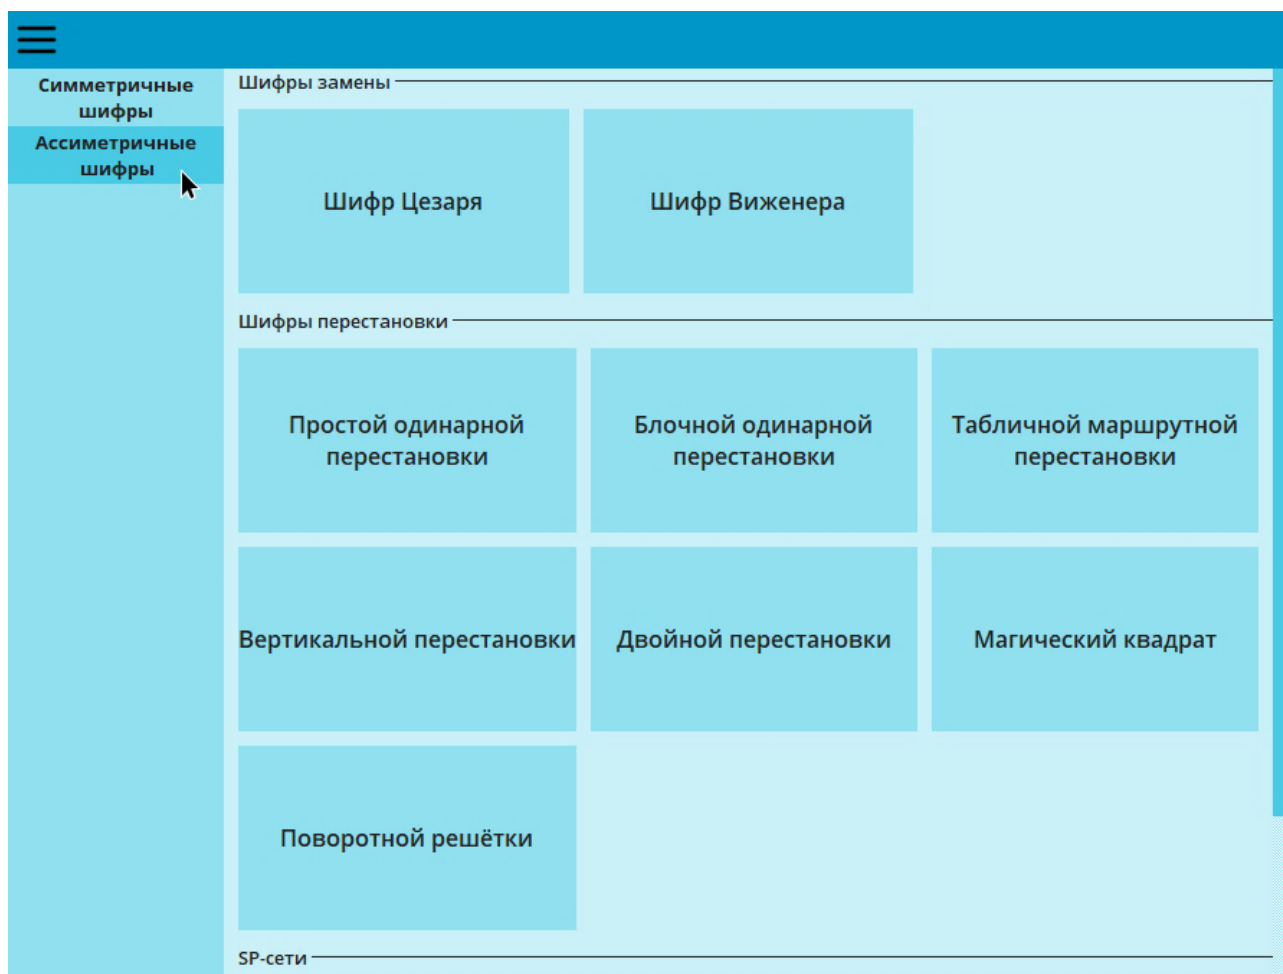 Симметричные
шифры
Ассиметричные
шифры
Шифры замены
Шифр Цезаря
Шифр Виженера
Шифры перестановки
Простой одинарной
перестановки
Блочной одинарной
перестановки
Табличной маршрутной
перестановки
Вертикальной перестановки
Двойной перестановки
Магический квадрат
Поворотной решётки
SP-сети